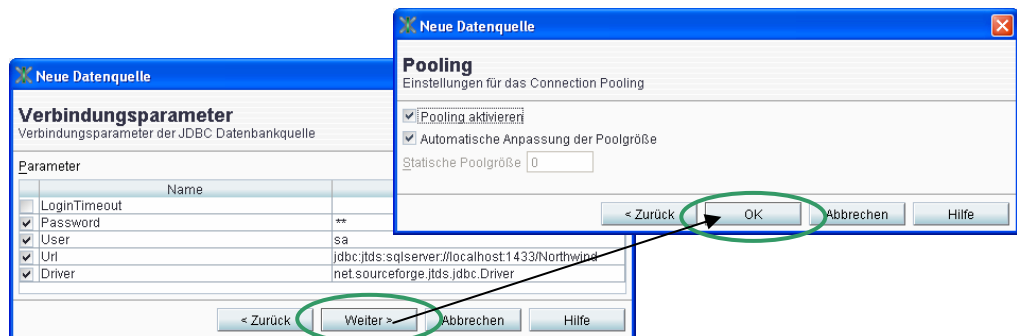 Neue Datenquelle
Pooling
Einstellungen für das Connection Pooling
Pooling aktivieren
Automatische Anpassung der Poolgröße
Statische Poolgröße 0
< Zurück OK Abbrechen Hilfe
Neue Datenquelle
Verbindungsparameter
Verbindungsparameter der JDBC Datenbankquelle
Parameter
Name
LoginTimeout
Password **
User sa
Url jdbc:jtds:sqlserver://localhost:1433/Northwind
Driver net.sourceforge.jtds.jdbc.Driver
< Zurück Weiter > Abbrechen Hilfe